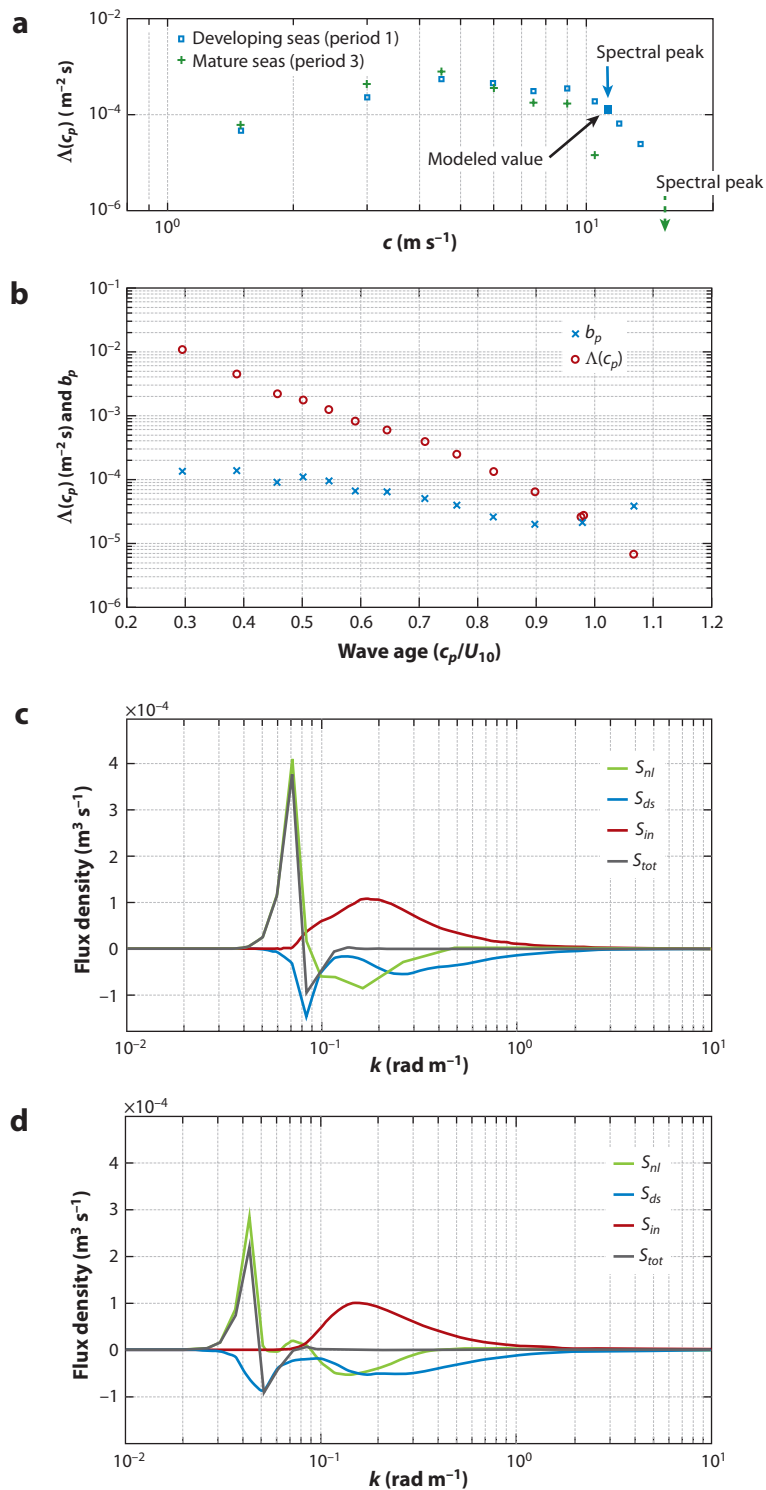 a
10⁻²
Developing seas (period 1)
Mature seas (period 3)
Spectral peak
Λ(cₚ) (m⁻² s)
10⁻⁴
Modeled value
Spectral peak
10⁻⁶
10⁰
10¹
c (m s⁻¹)
b
10⁻¹
bₚ
Λ(cₚ)
10⁻²
10⁻³
Λ(cₚ) (m⁻² s) and bₚ
10⁻⁴
10⁻⁵
10⁻⁶
0.2 0.3 0.4 0.5 0.6 0.7 0.8 0.9 1.0 1.1 1.2
Wave age (cₚ/U₁₀)
c
×10⁻⁴
4
3
2
1
0
−1
Flux density (m³ s⁻¹)
Sₙₗ
S_ds
S_in
S_tot
10⁻² 10⁻¹ 10⁰ 10¹
k (rad m⁻¹)
d
×10⁻⁴
4
3
2
1
0
−1
Flux density (m³ s⁻¹)
Sₙₗ
S_ds
S_in
S_tot
10⁻² 10⁻¹ 10⁰ 10¹
k (rad m⁻¹)